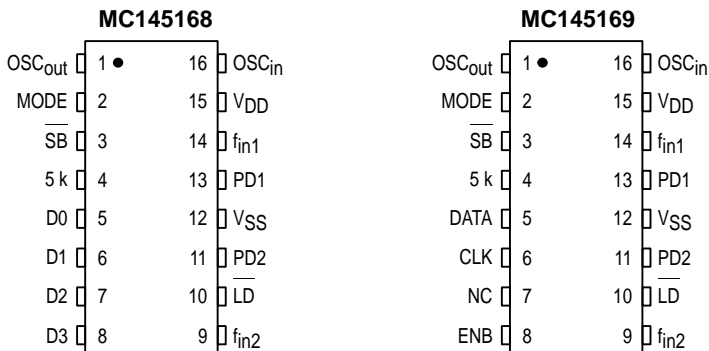 MC145168
OSCout 1 16 OSCin
MODE 2 15 VDD
SB 3 14 fin1
5 k 4 13 PD1
D0 5 12 VSS
D1 6 11 PD2
D2 7 10 LD
D3 8 9 fin2
MC145169
OSCout 1 16 OSCin
MODE 2 15 VDD
SB 3 14 fin1
5 k 4 13 PD1
DATA 5 12 VSS
CLK 6 11 PD2
NC 7 10 LD
ENB 8 9 fin2